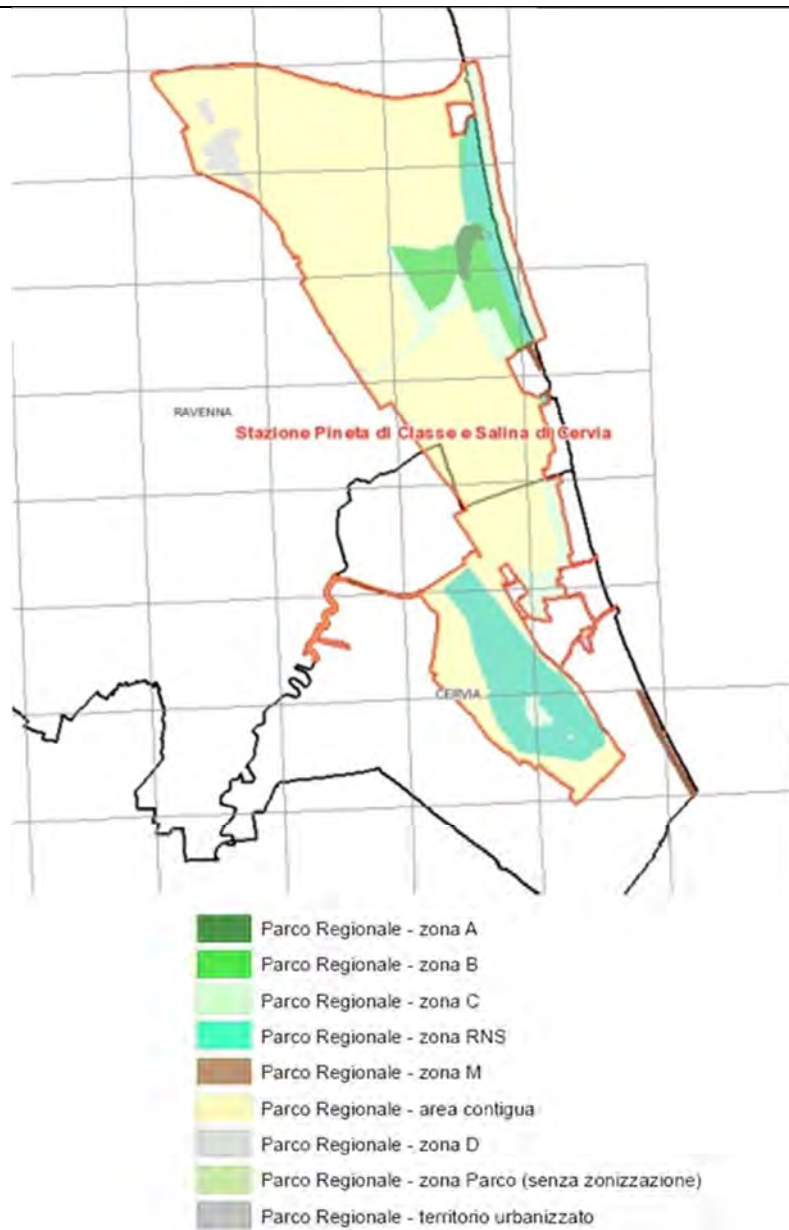 RAVENNA
Stazione Pineta di Classe e Salina di Cervia
CERVIA
Parco Regionale - zona A
Parco Regionale - zona B
Parco Regionale - zona C
Parco Regionale - zona RNS
Parco Regionale - zona M
Parco Regionale - area contigua
Parco Regionale - zona D
Parco Regionale - zona Parco (senza zonizzazione)
Parco Regionale - territorio urbanizzato